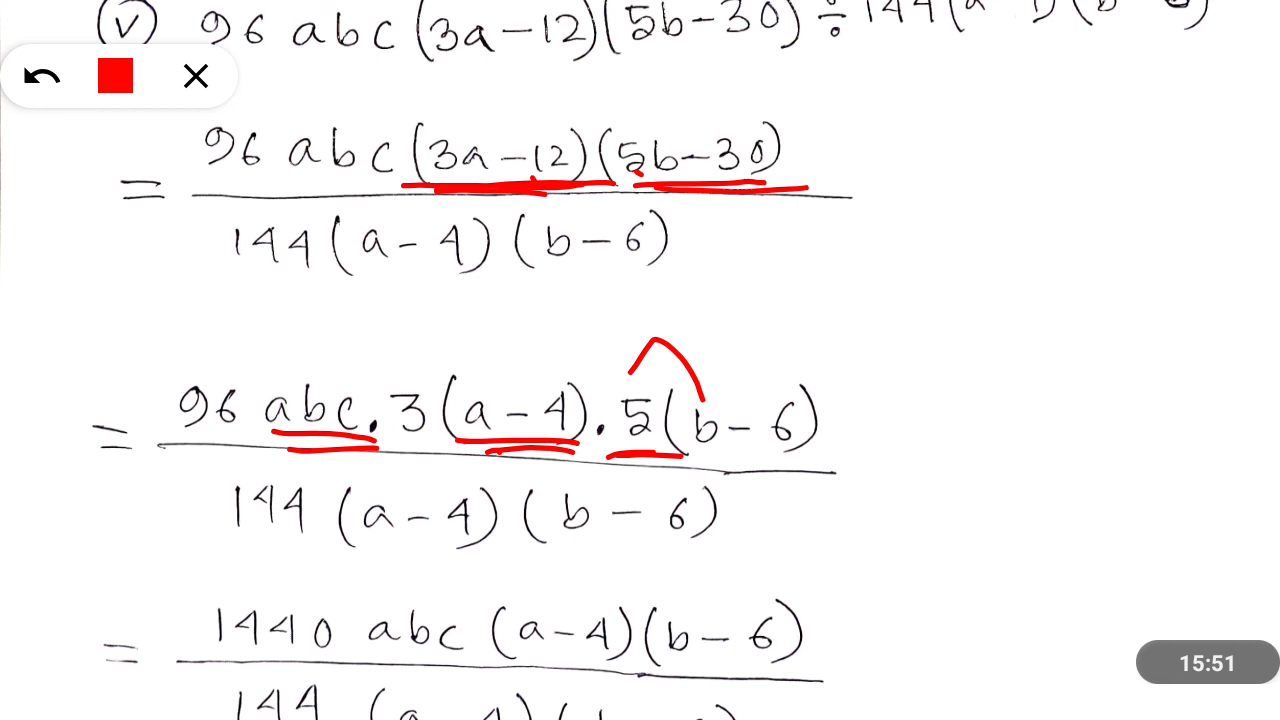 (v) 96 abc (3a-12)(5b-30) ÷ 144(a
= 96 abc (3a-12)(5b-30)
144(a-4)(b-6)
= 96 abc.3(a-4).5(b-6)
144(a-4)(b-6)
= 1440 abc (a-4)(b-6)
144
15:51